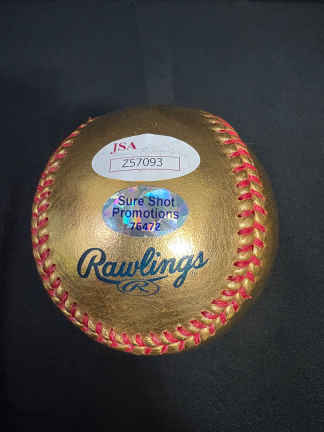 JSA
Z57093
Sure Shot
Promotions
76472
Rawlings
R